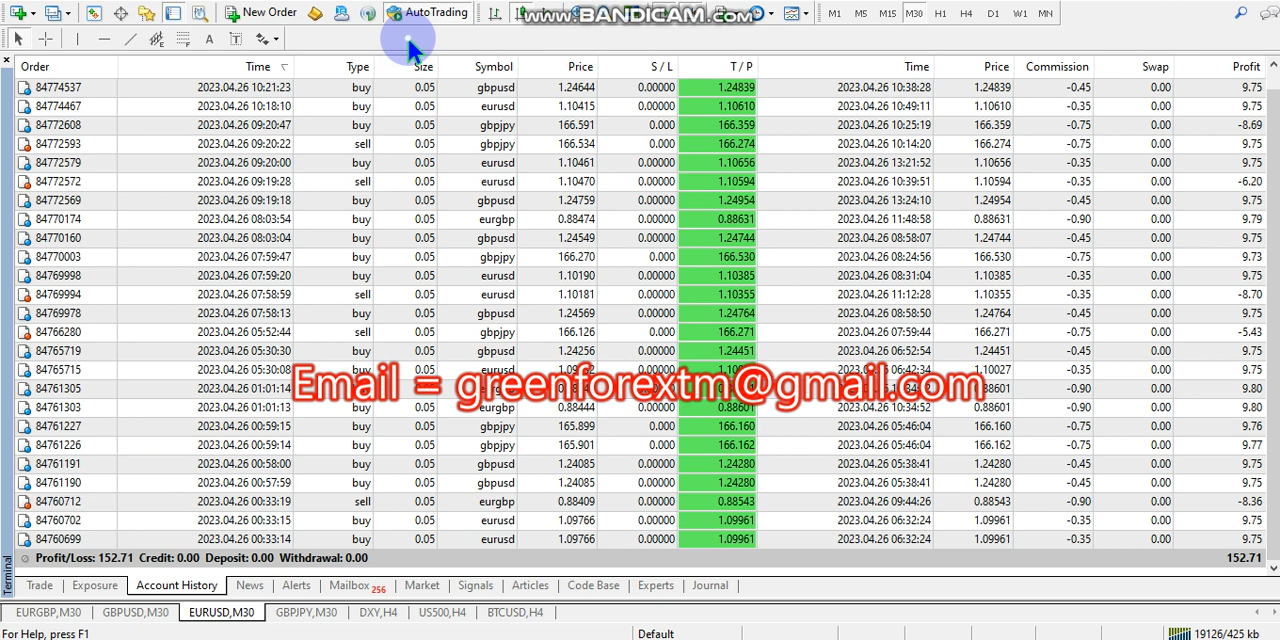 New Order AutoTrading www.BANDICAM.com M1 M5 M15 M30 H1 H4 D1 W1 MN
A T
Order Time Type Size Symbol Price S / L T / P Time Price Commission Swap Profit
84774537 2023.04.26 10:21:23 buy 0.05 gbpusd 1.24644 0.00000 1.24839 2023.04.26 10:38:28 1.24839 -0.45 0.00 9.75
84774467 2023.04.26 10:18:10 buy 0.05 eurusd 1.10415 0.00000 1.10610 2023.04.26 10:49:11 1.10610 -0.35 0.00 9.75
84772608 2023.04.26 09:20:47 buy 0.05 gbpjpy 166.591 0.000 166.359 2023.04.26 10:25:19 166.359 -0.75 0.00 -8.69
84772593 2023.04.26 09:20:22 sell 0.05 gbpjpy 166.534 0.000 166.274 2023.04.26 10:14:20 166.274 -0.75 0.00 9.75
84772579 2023.04.26 09:20:00 buy 0.05 eurusd 1.10461 0.00000 1.10656 2023.04.26 13:21:52 1.10656 -0.35 0.00 9.75
84772572 2023.04.26 09:19:28 sell 0.05 eurusd 1.10470 0.00000 1.10594 2023.04.26 10:39:51 1.10594 -0.35 0.00 -6.20
84772569 2023.04.26 09:19:18 buy 0.05 gbpusd 1.24759 0.00000 1.24954 2023.04.26 13:24:10 1.24954 -0.45 0.00 9.75
84770174 2023.04.26 08:03:54 buy 0.05 eurgbp 0.88474 0.00000 0.88631 2023.04.26 11:48:58 0.88631 -0.90 0.00 9.79
84770160 2023.04.26 08:03:04 buy 0.05 gbpusd 1.24549 0.00000 1.24744 2023.04.26 08:58:07 1.24744 -0.45 0.00 9.75
84770003 2023.04.26 07:59:47 buy 0.05 gbpjpy 166.270 0.000 166.530 2023.04.26 08:24:56 166.530 -0.75 0.00 9.73
84769998 2023.04.26 07:59:20 buy 0.05 eurusd 1.10190 0.00000 1.10385 2023.04.26 08:31:04 1.10385 -0.35 0.00 9.75
84769994 2023.04.26 07:58:59 sell 0.05 eurusd 1.10181 0.00000 1.10355 2023.04.26 11:12:28 1.10355 -0.35 0.00 -8.70
84769978 2023.04.26 07:58:13 buy 0.05 gbpusd 1.24569 0.00000 1.24764 2023.04.26 08:58:50 1.24764 -0.45 0.00 9.75
84766280 2023.04.26 05:52:44 sell 0.05 gbpjpy 166.126 0.000 166.271 2023.04.26 07:59:44 166.271 -0.75 0.00 -5.43
84765719 2023.04.26 05:30:30 buy 0.05 gbpusd 1.24256 0.00000 1.24451 2023.04.26 06:52:54 1.24451 -0.45 0.00 9.75
84765715 2023.04.26 05:30:08 buy 0.05 eurusd 2023.04.26 06:42:34 1.10027 -0.35 0.00 9.75
Email = greenforextm@gmail.com
-0.90 0.00 9.80
84761303 2023.04.26 01:01:13 buy 0.05 eurgbp 0.88444 0.00000 0.88601 2023.04.26 10:34:52 0.88601 -0.90 0.00 9.80
84761227 2023.04.26 00:59:15 buy 0.05 gbpjpy 165.899 0.000 166.160 2023.04.26 05:46:04 166.160 -0.75 0.00 9.76
84761226 2023.04.26 00:59:14 buy 0.05 gbpjpy 165.901 0.000 166.162 2023.04.26 05:46:04 166.162 -0.75 0.00 9.77
84761191 2023.04.26 00:58:00 buy 0.05 gbpusd 1.24085 0.00000 1.24280 2023.04.26 05:38:41 1.24280 -0.45 0.00 9.75
84761190 2023.04.26 00:57:59 buy 0.05 gbpusd 1.24085 0.00000 1.24280 2023.04.26 05:38:41 1.24280 -0.45 0.00 9.75
84760712 2023.04.26 00:33:19 sell 0.05 eurgbp 0.88409 0.00000 0.88543 2023.04.26 09:44:26 0.88543 -0.90 0.00 -8.36
84760702 2023.04.26 00:33:15 buy 0.05 eurusd 1.09766 0.00000 1.09961 2023.04.26 06:32:24 1.09961 -0.35 0.00 9.75
84760699 2023.04.26 00:33:14 buy 0.05 eurusd 1.09766 0.00000 1.09961 2023.04.26 06:32:24 1.09961 -0.35 0.00 9.75
Profit/Loss: 152.71 Credit: 0.00 Deposit: 0.00 Withdrawal: 0.00 152.71
Terminal
Trade Exposure Account History News Alerts Mailbox 256 Market Signals Articles Code Base Experts Journal
EURGBP,M30 GBPUSD,M30 EURUSD,M30 GBPJPY,M30 DXY,H4 US500,H4 BTCUSD,H4
For Help, press F1 Default 19126/425 kb